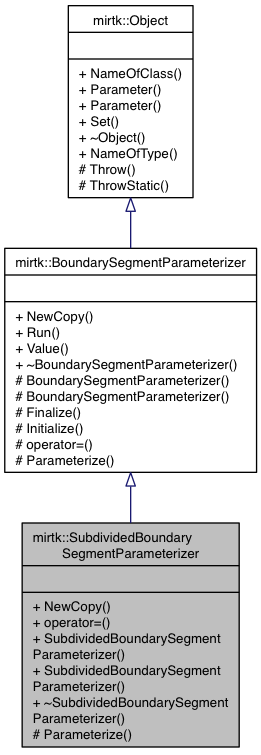 mirtk::Object
+ NameOfClass()
+ Parameter()
+ Parameter()
+ Set()
+ ~Object()
+ NameOfType()
# Throw()
# ThrowStatic()
mirtk::BoundarySegmentParameterizer
+ NewCopy()
+ Run()
+ Value()
+ ~BoundarySegmentParameterizer()
# BoundarySegmentParameterizer()
# BoundarySegmentParameterizer()
# Finalize()
# Initialize()
# operator=()
# Parameterize()
mirtk::SubdividedBoundary
SegmentParameterizer
+ NewCopy()
+ operator=()
+ SubdividedBoundarySegment
Parameterizer()
+ SubdividedBoundarySegment
Parameterizer()
+ ~SubdividedBoundarySegment
Parameterizer()
# Parameterize()